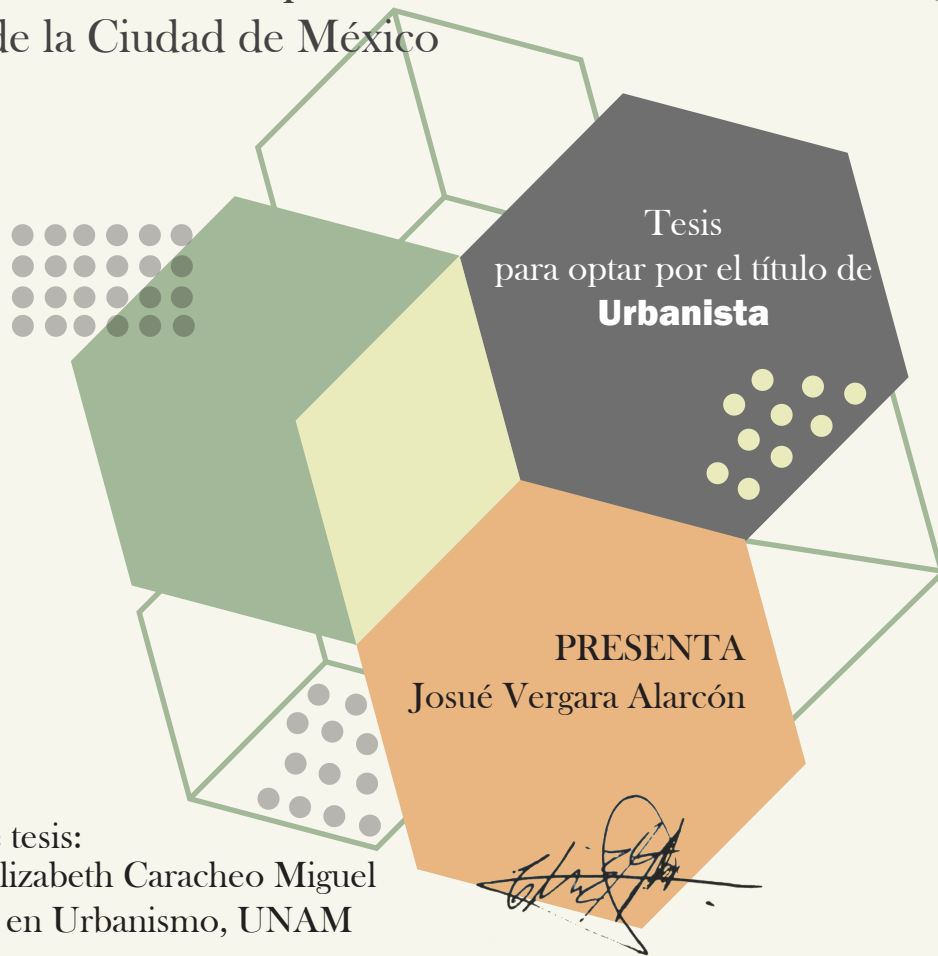 de la Ciudad de México
Tesis
para optar por el título de
Urbanista
PRESENTA
Josué Vergara Alarcón
tesis:
lizabeth Caracheo Miguel
en Urbanismo, UNAM